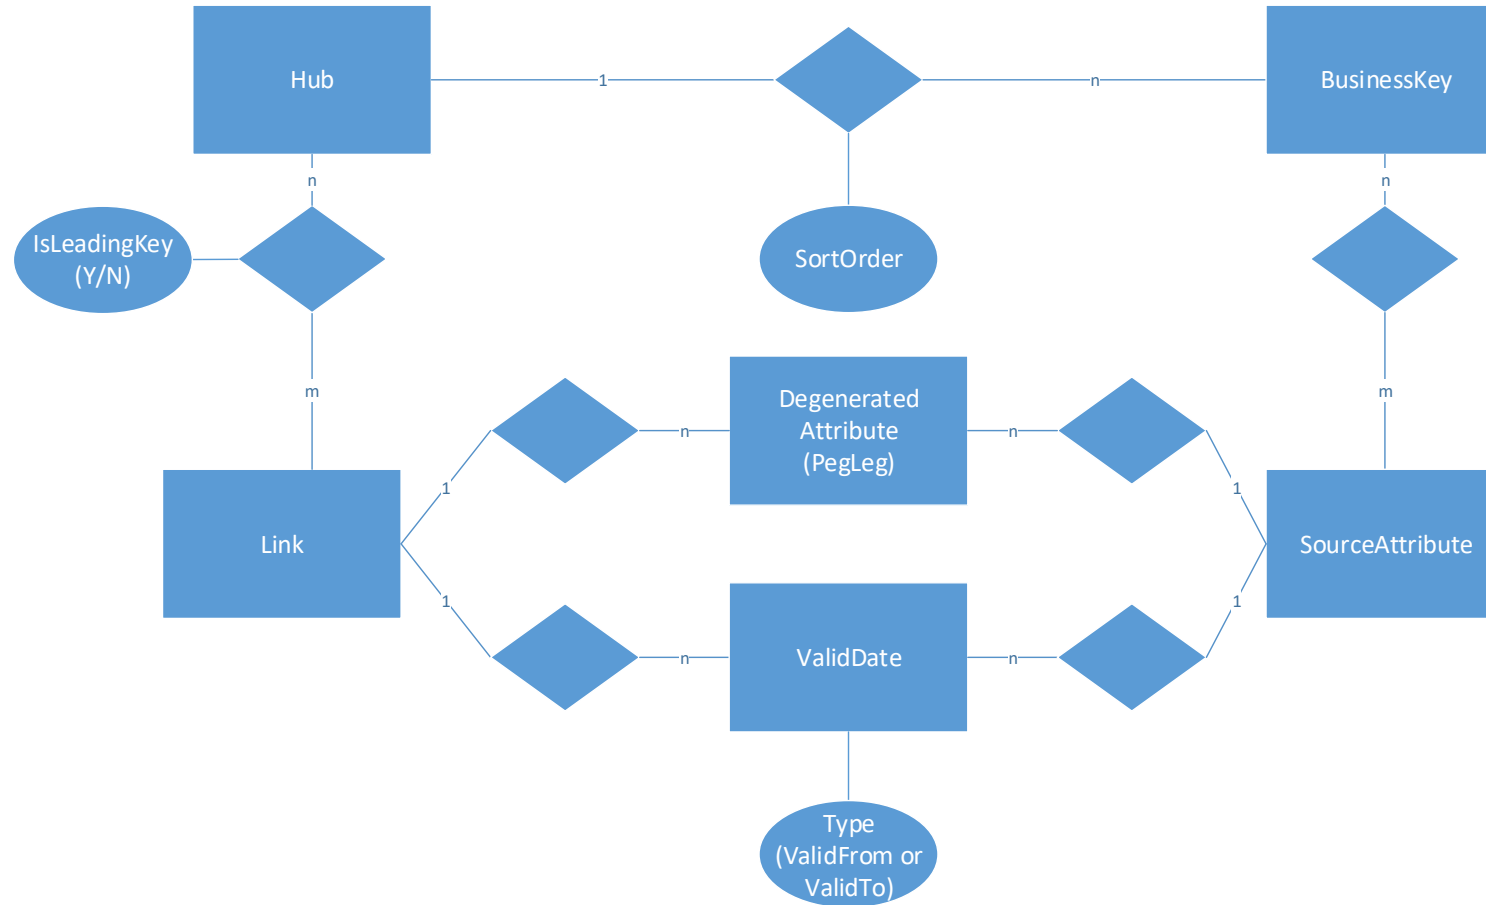 Hub
1
n
BusinessKey
n
n
IsLeadingKey
(Y/N)
SortOrder
m
m
Degenerated
Attribute
(PegLeg)
n
n
1
1
Link
SourceAttribute
1
1
n
ValidDate
n
Type
(ValidFrom or
ValidTo)